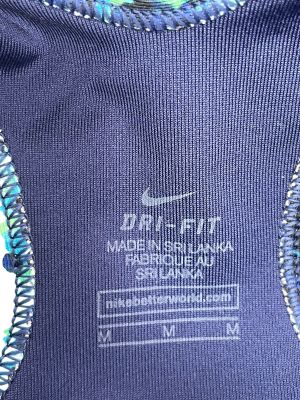 DRI-FIT
MADE IN SRI LANKA
FABRIQUE AU
SRI LANKA
nikebetterworld.com
M M M